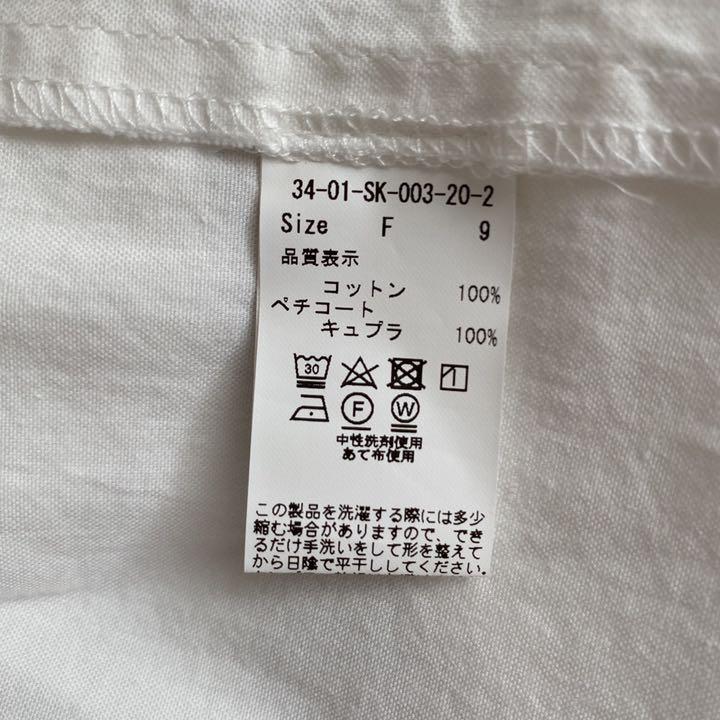 34-01-SK-003-20-2
Size F 9
品質表示
コットン 100%
ペチコート
キュプラ 100%
30
F W
中性洗剤使用
あて布使用
この製品を洗濯する際には多少
縮む場合がありますので、でき
るだけ手洗いをして形を整えて
から日陰で平干ししてください。